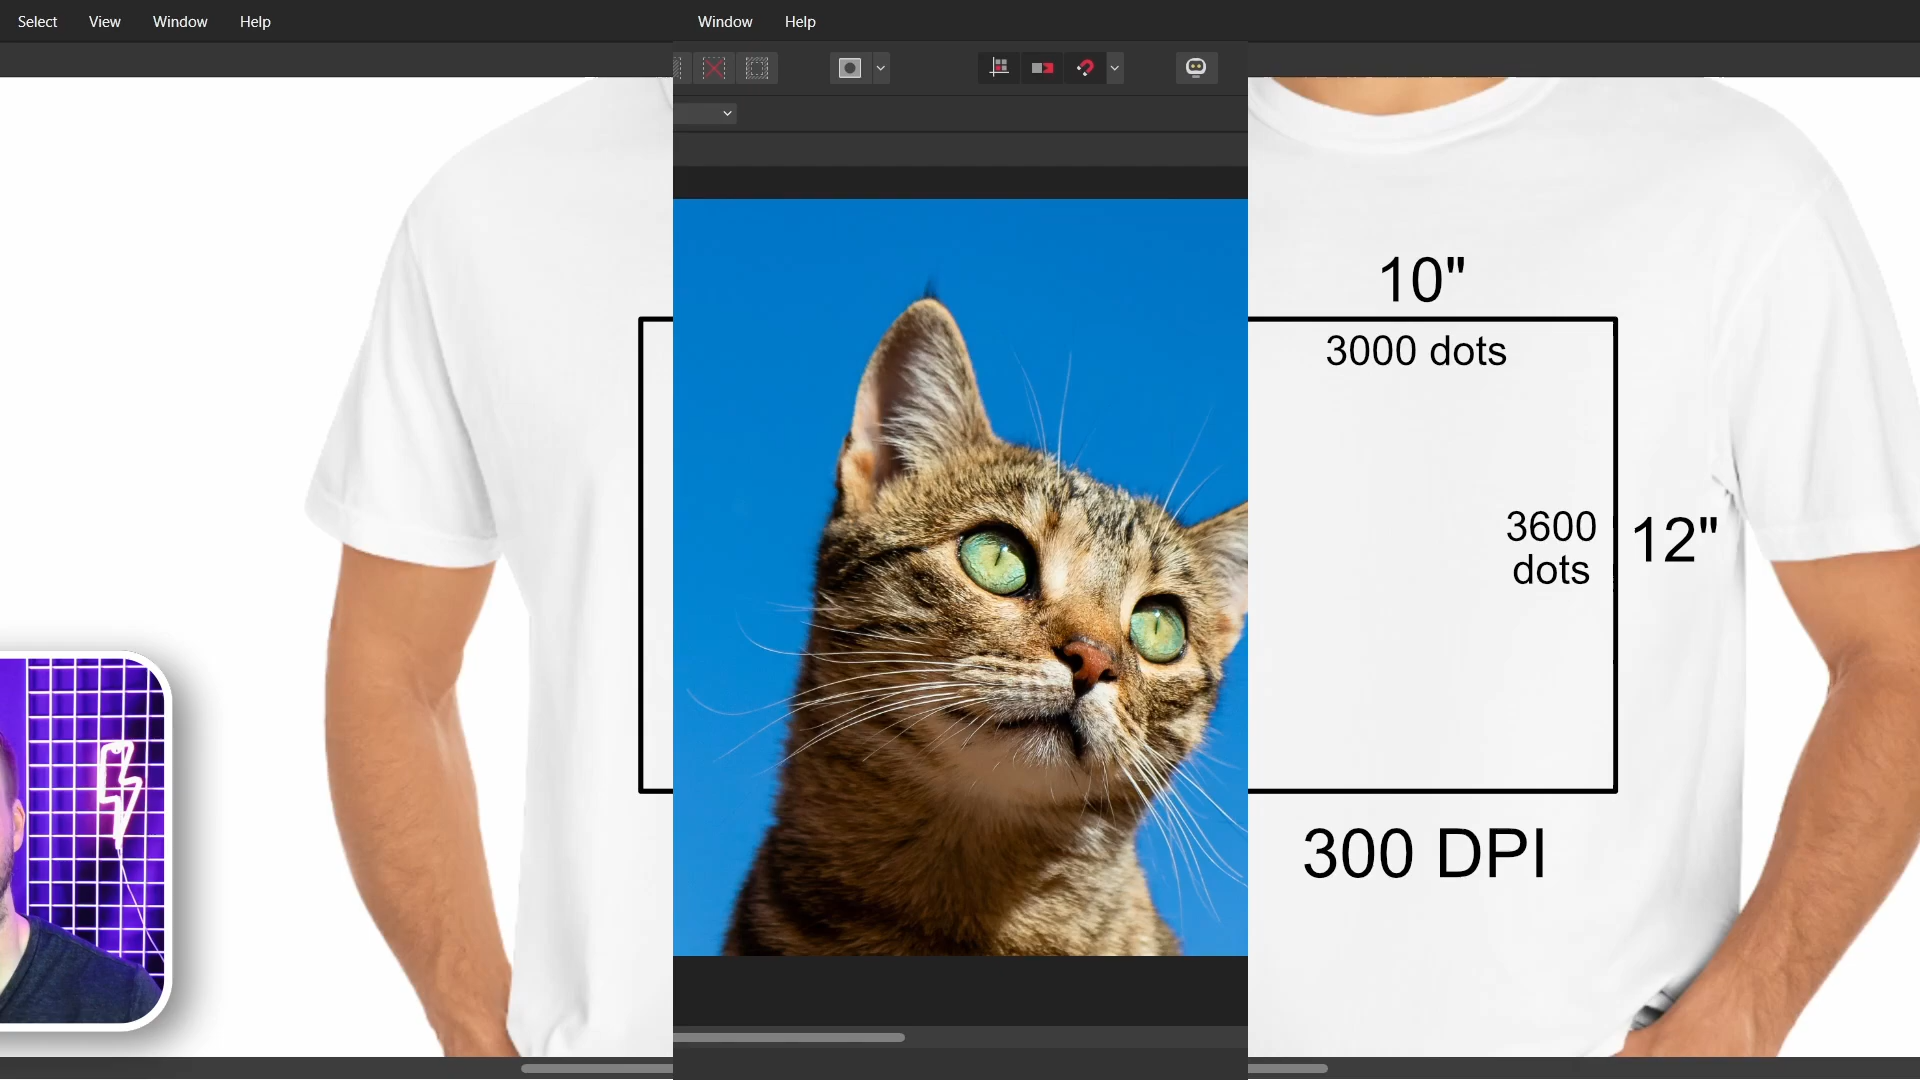 Select View Window Help
Window Help
10"
3000 dots
3600
dots
12"
300 DPI